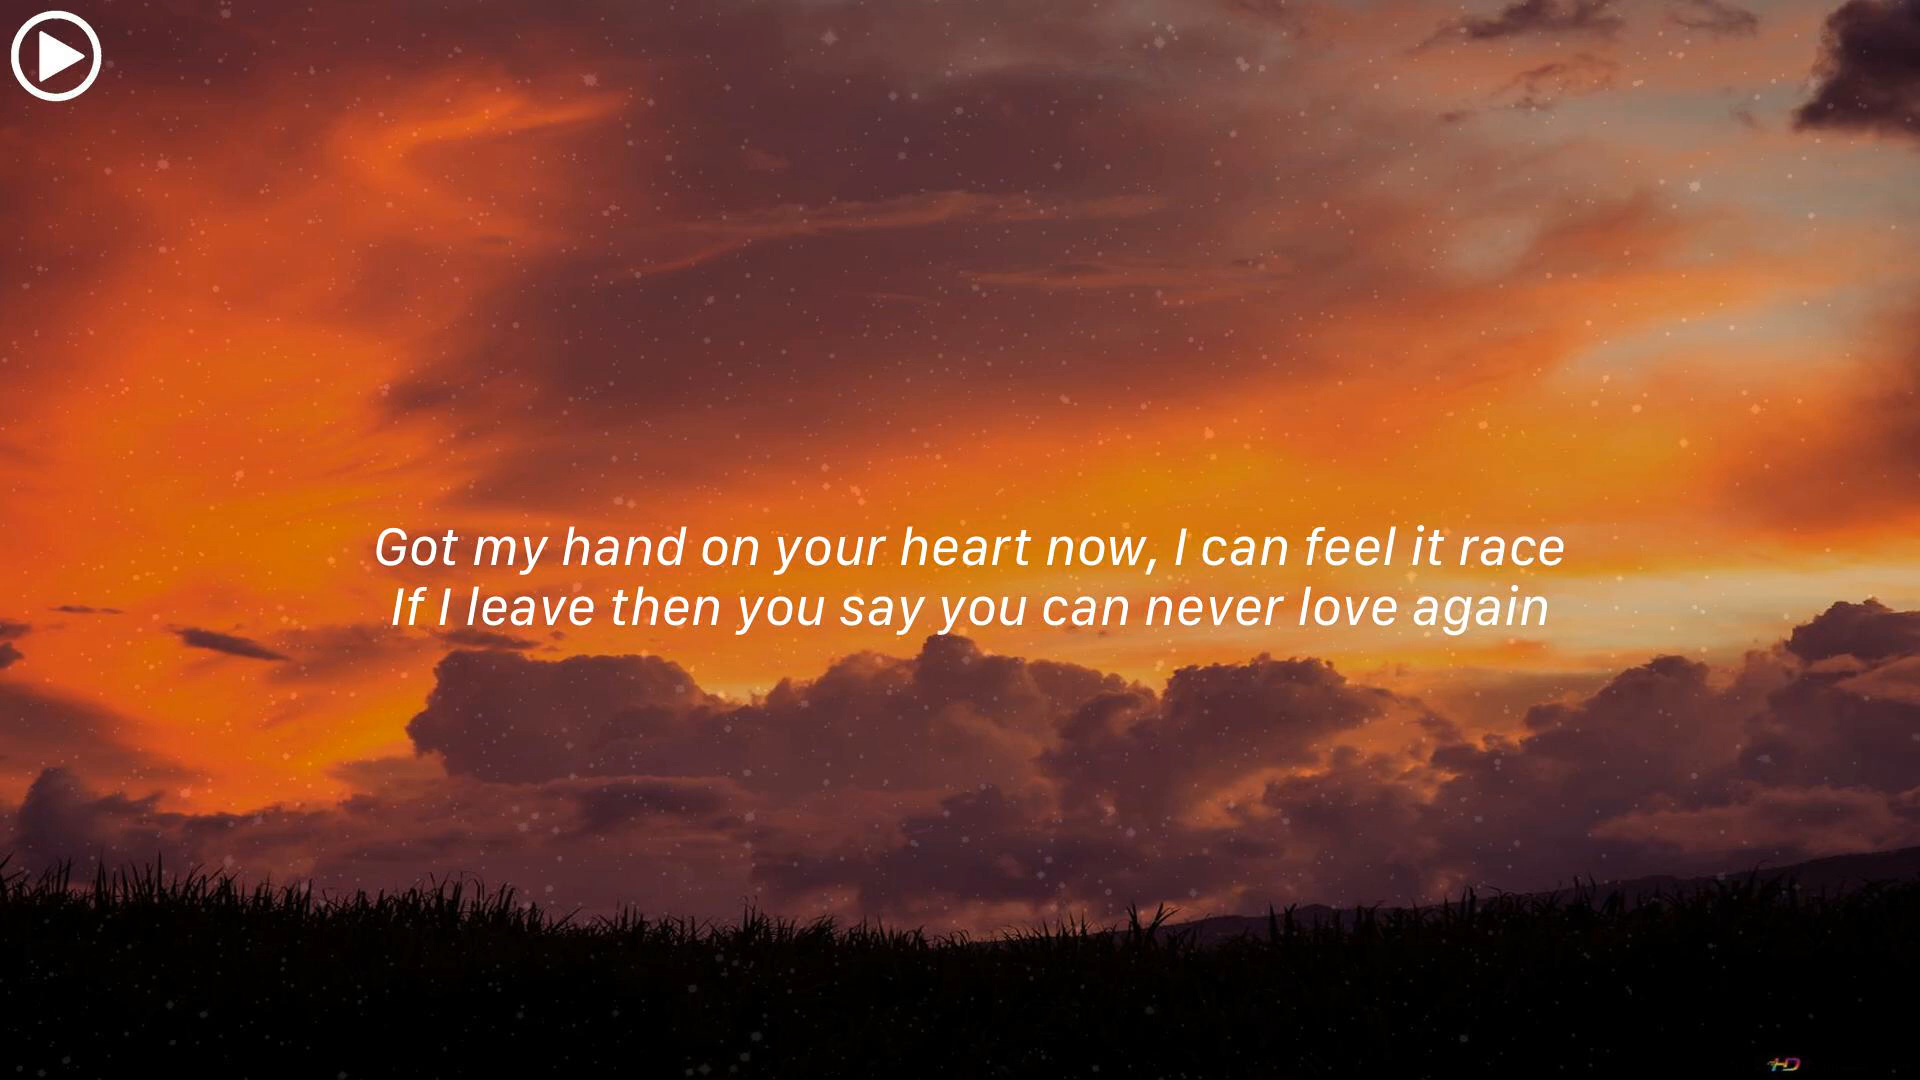 Got my hand on your heart now, I can feel it race
If I leave then you say you can never love again
HD